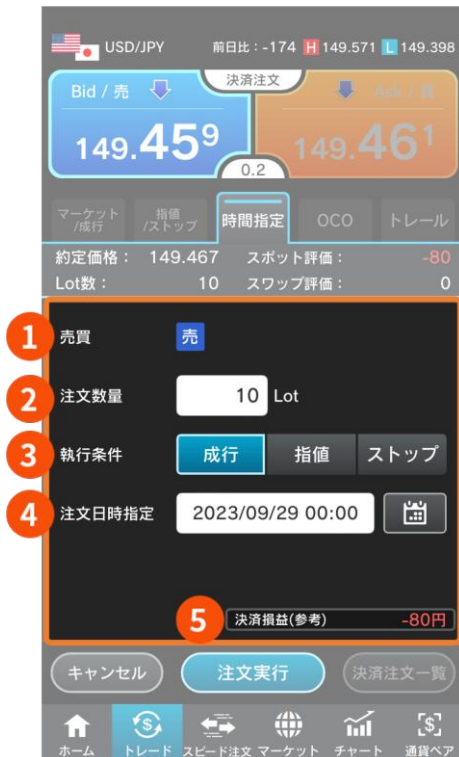 USD/JPY 前日比:-174 H 149.571 L 149.398
決済注文
Bid / 売 Ask / 買
149.459 149.461
0.2
マーケット/成行 指値/ストップ 時間指定 OCO トレール
約定価格: 149.467 スポット評価: -80
Lot数: 10 スワップ評価: 0
1 売買 売
2 注文数量 10 Lot
3 執行条件 成行 指値 ストップ
4 注文日時指定 2023/09/29 00:00
5 決済損益(参考) -80円
キャンセル 注文実行 決済注文一覧
ホーム トレード スピード注文 マーケット チャート 通貨ペア